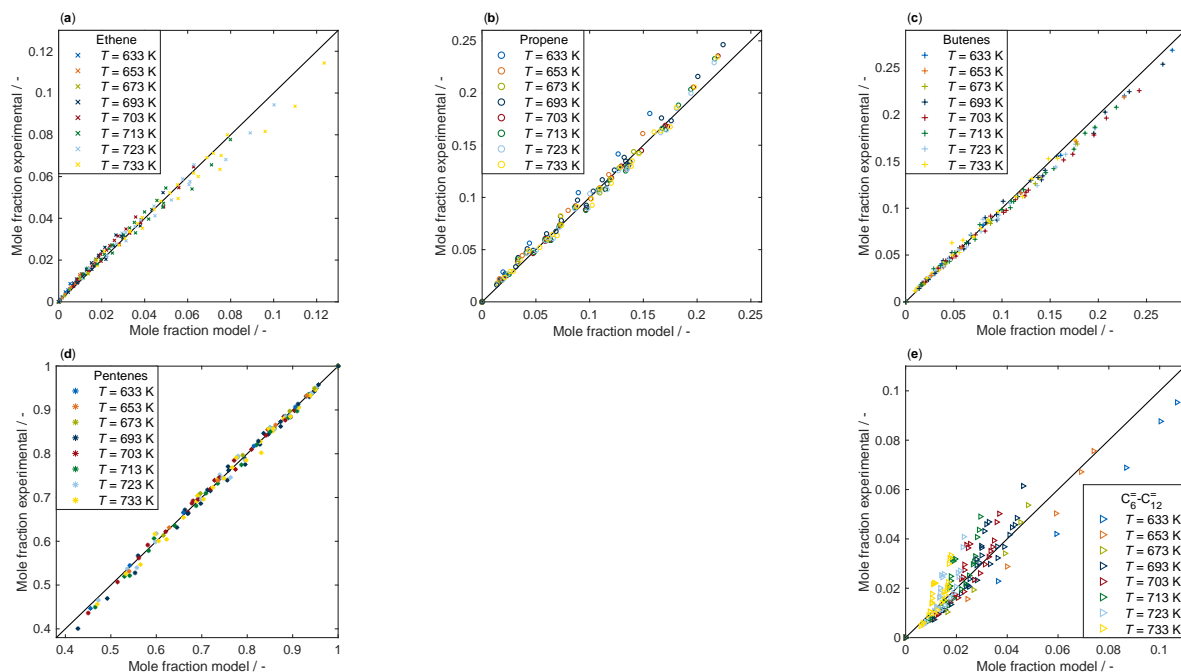 (a)
Ethene
T = 633 K
T = 653 K
T = 673 K
T = 693 K
T = 703 K
T = 713 K
T = 723 K
T = 733 K
0.12
0.1
0.08
0.06
0.04
0.02
0
Mole fraction experimental / -
0 0.02 0.04 0.06 0.08 0.1 0.12
Mole fraction model / -
(b)
Propene
T = 633 K
T = 653 K
T = 673 K
T = 693 K
T = 703 K
T = 713 K
T = 723 K
T = 733 K
0.25
0.2
0.15
0.1
0.05
0
Mole fraction experimental / -
0 0.05 0.1 0.15 0.2 0.25
Mole fraction model / -
(c)
Butenes
T = 633 K
T = 653 K
T = 673 K
T = 693 K
T = 703 K
T = 713 K
T = 723 K
T = 733 K
0.25
0.2
0.15
0.1
0.05
0
Mole fraction experimental / -
0 0.05 0.1 0.15 0.2 0.25
Mole fraction model / -
(d)
Pentenes
T = 633 K
T = 653 K
T = 673 K
T = 693 K
T = 703 K
T = 713 K
T = 723 K
T = 733 K
1
0.9
0.8
0.7
0.6
0.5
0.4
Mole fraction experimental / -
0.4 0.5 0.6 0.7 0.8 0.9 1
Mole fraction model / -
(e)
C₆⁼-C₁₂⁼
T = 633 K
T = 653 K
T = 673 K
T = 693 K
T = 703 K
T = 713 K
T = 723 K
T = 733 K
0.1
0.08
0.06
0.04
0.02
0
Mole fraction experimental / -
0 0.02 0.04 0.06 0.08 0.1
Mole fraction model / -